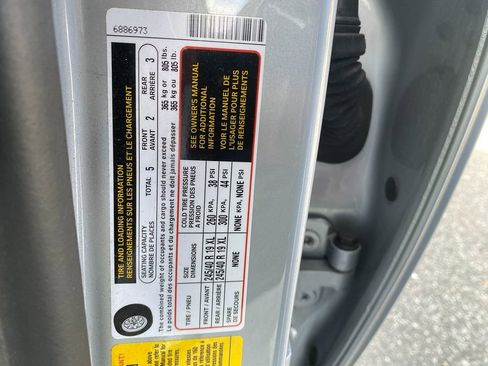 6886973
TIRE AND LOADING INFORMATION
RENSEIGNEMENTS SUR LES PNEUS ET LE CHARGEMENT
SEATING CAPACITY
NOMBRE DE PLACES
TOTAL 5
FRONT
AVANT 2
REAR
ARRIÈRE 3
The combined weight of occupants and cargo should never exceed 365 kg or 805 lbs.
Le poids total des occupants et du chargement ne doit jamais dépasser 365 kg ou 805 lb.
TIRE / PNEU
SIZE
DIMENSIONS
COLD TIRE PRESSURE
PRESSION DES PNEUS
A FROID
FRONT / AVANT 245/40 R 19 XL 260 KPA, 38 PSI
REAR / ARRIÈRE 245/40 R 19 XL 300 KPA, 44 PSI
SPARE
DE SECOURS NONE NONE KPA, NONE PSI
SEE OWNER'S MANUAL
FOR ADDITIONAL
INFORMATION
VOIR LE MANUEL DE
L'USAGER POUR PLUS
DE RENSEIGNEMENTS